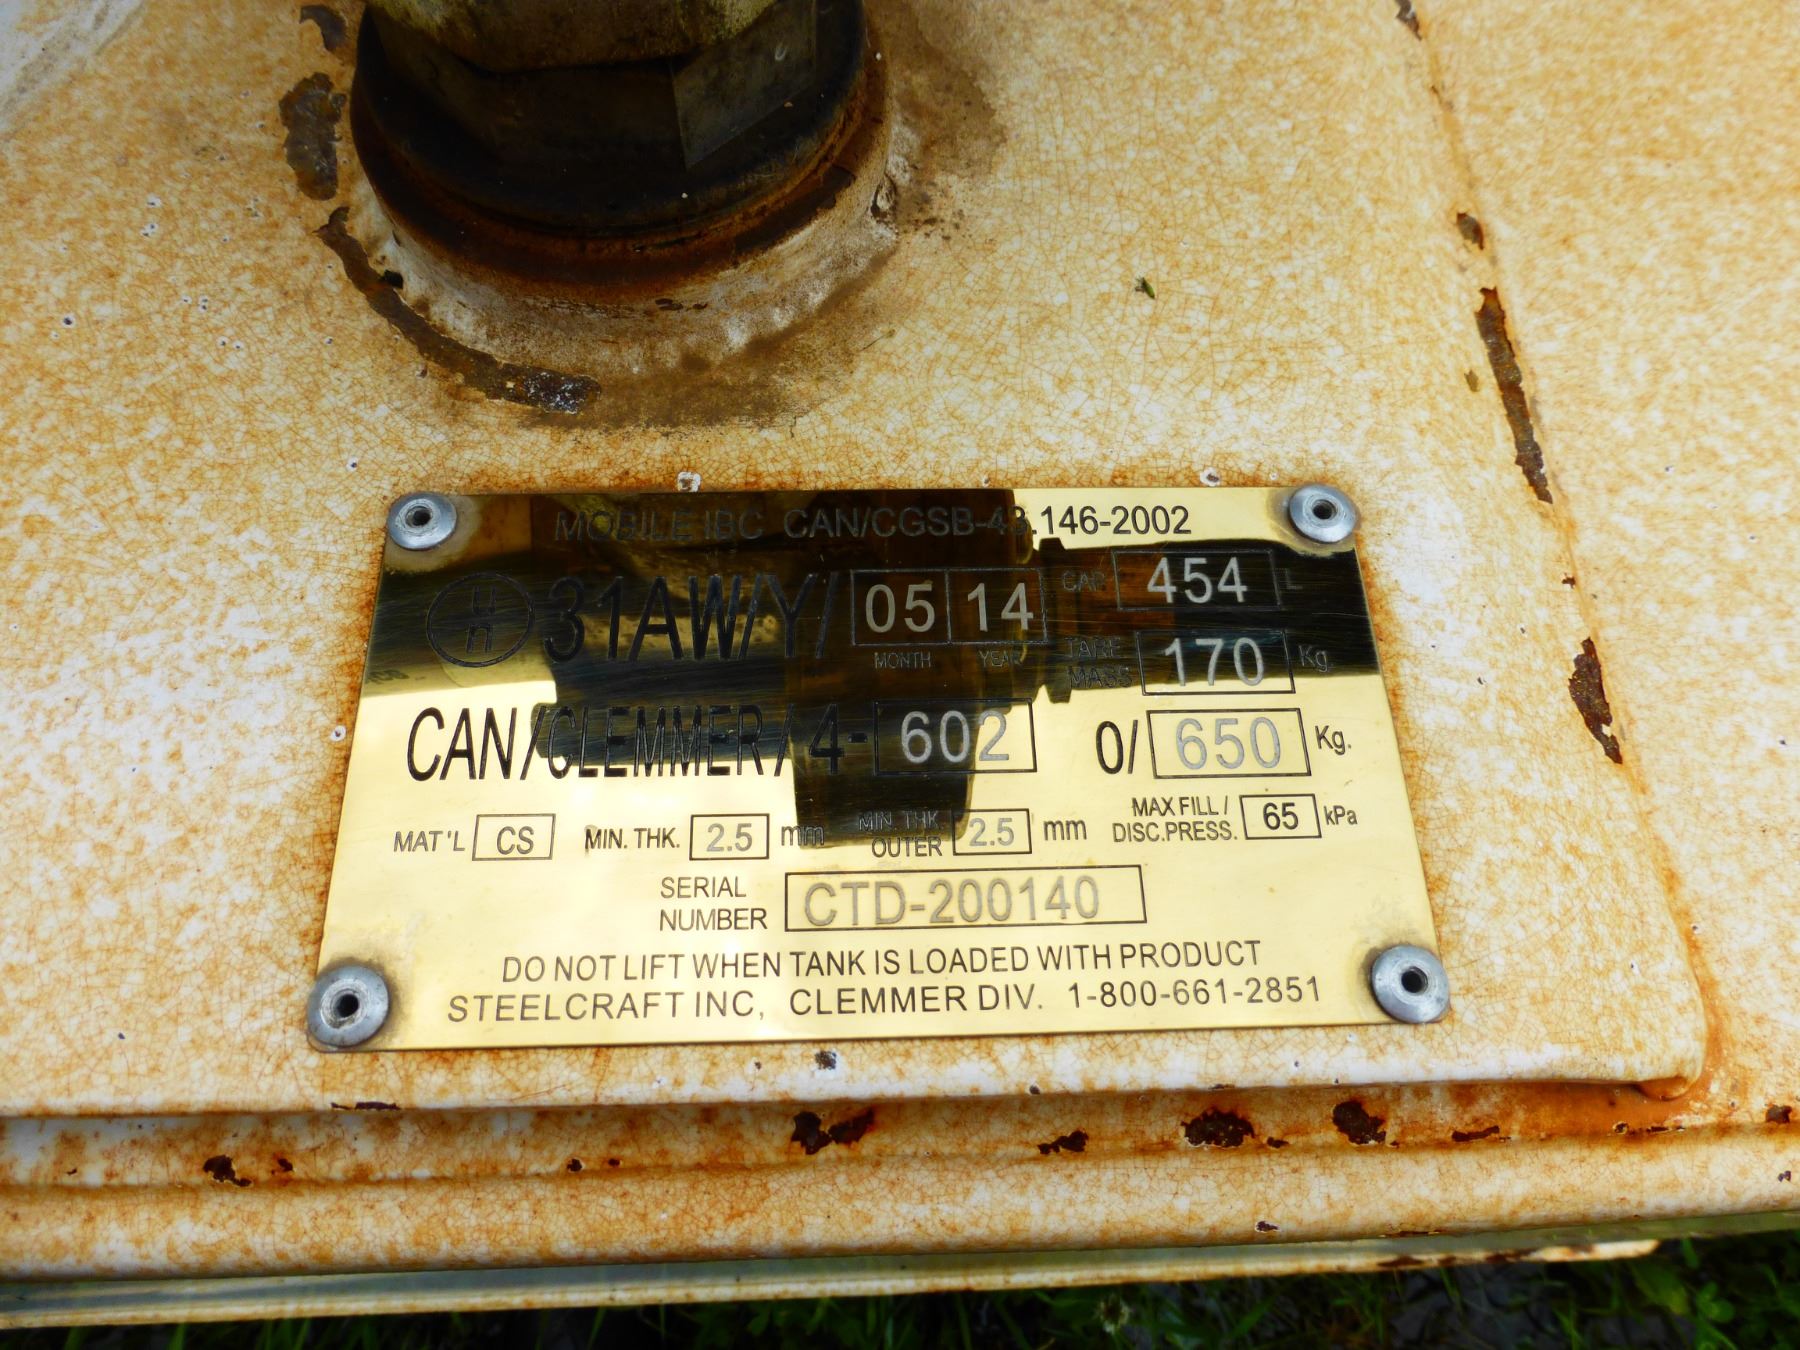 MOBILE IBC CAN/CGSB-43.146-2002
un 31AW/Y/ 05 14 CAP. 454 L
MONTH YEAR TARE MASS 170 Kg.
CAN/CLEMMER/4- 602 0/ 650 Kg.
MAT'L CS MIN. THK. 2.5 mm MIN. THK. OUTER 2.5 mm MAX FILL / DISC.PRESS. 65 kPa
SERIAL NUMBER CTD-200140
DO NOT LIFT WHEN TANK IS LOADED WITH PRODUCT
STEELCRAFT INC, CLEMMER DIV. 1-800-661-2851